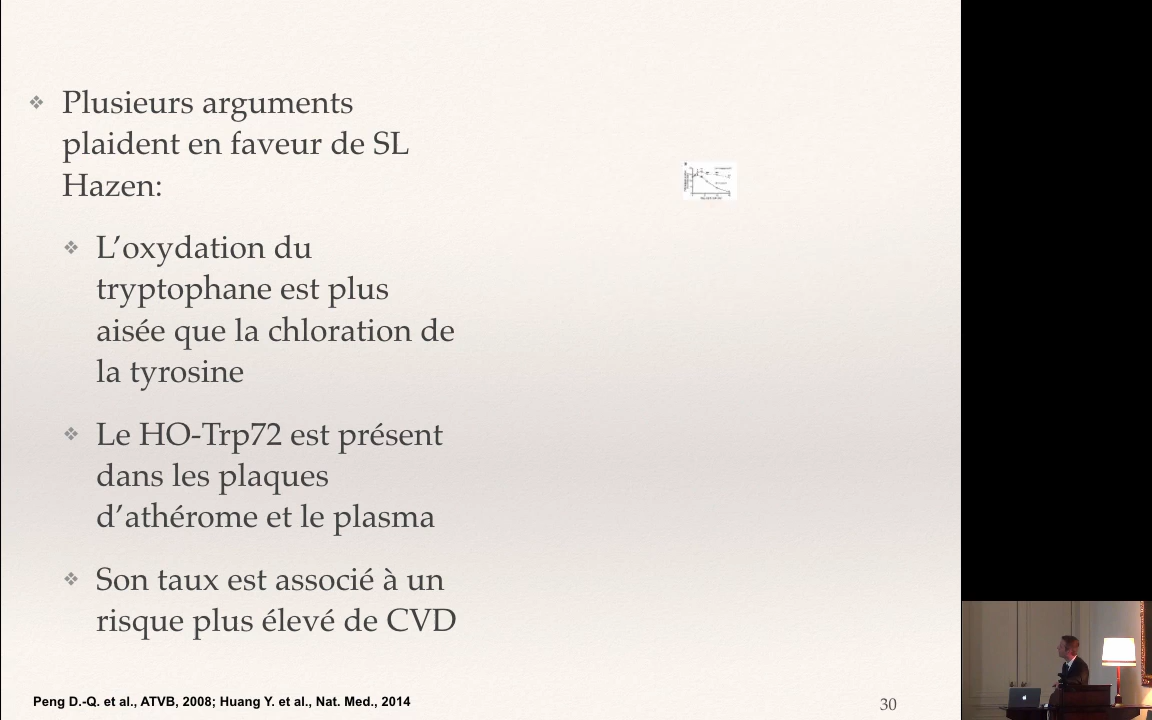 Plusieurs arguments
plaident en faveur de SL
Hazen:
L’oxydation du
tryptophane est plus
aisée que la chloration de
la tyrosine
Le HO-Trp72 est présent
dans les plaques
d’athérome et le plasma
Son taux est associé à un
risque plus élevé de CVD
Peng D.-Q. et al., ATVB, 2008; Huang Y. et al., Nat. Med., 2014
30